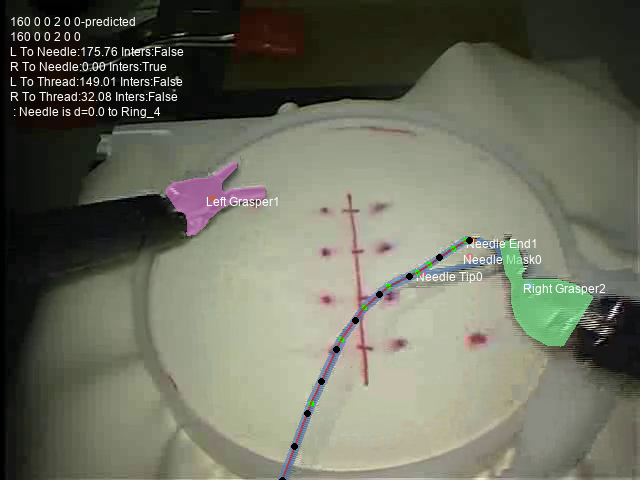 160 0 0 2 0 0-predicted
160 0 0 2 0 0
L To Needle:175.76 Inters:False
R To Needle:0.00 Inters:True
L To Thread:149.01 Inters:False
R To Thread:32.08 Inters:False
: Needle is d=0.0 to Ring_4
Left Grasper1
Needle End1
Needle Mask0
Needle Tip0
Right Grasper2